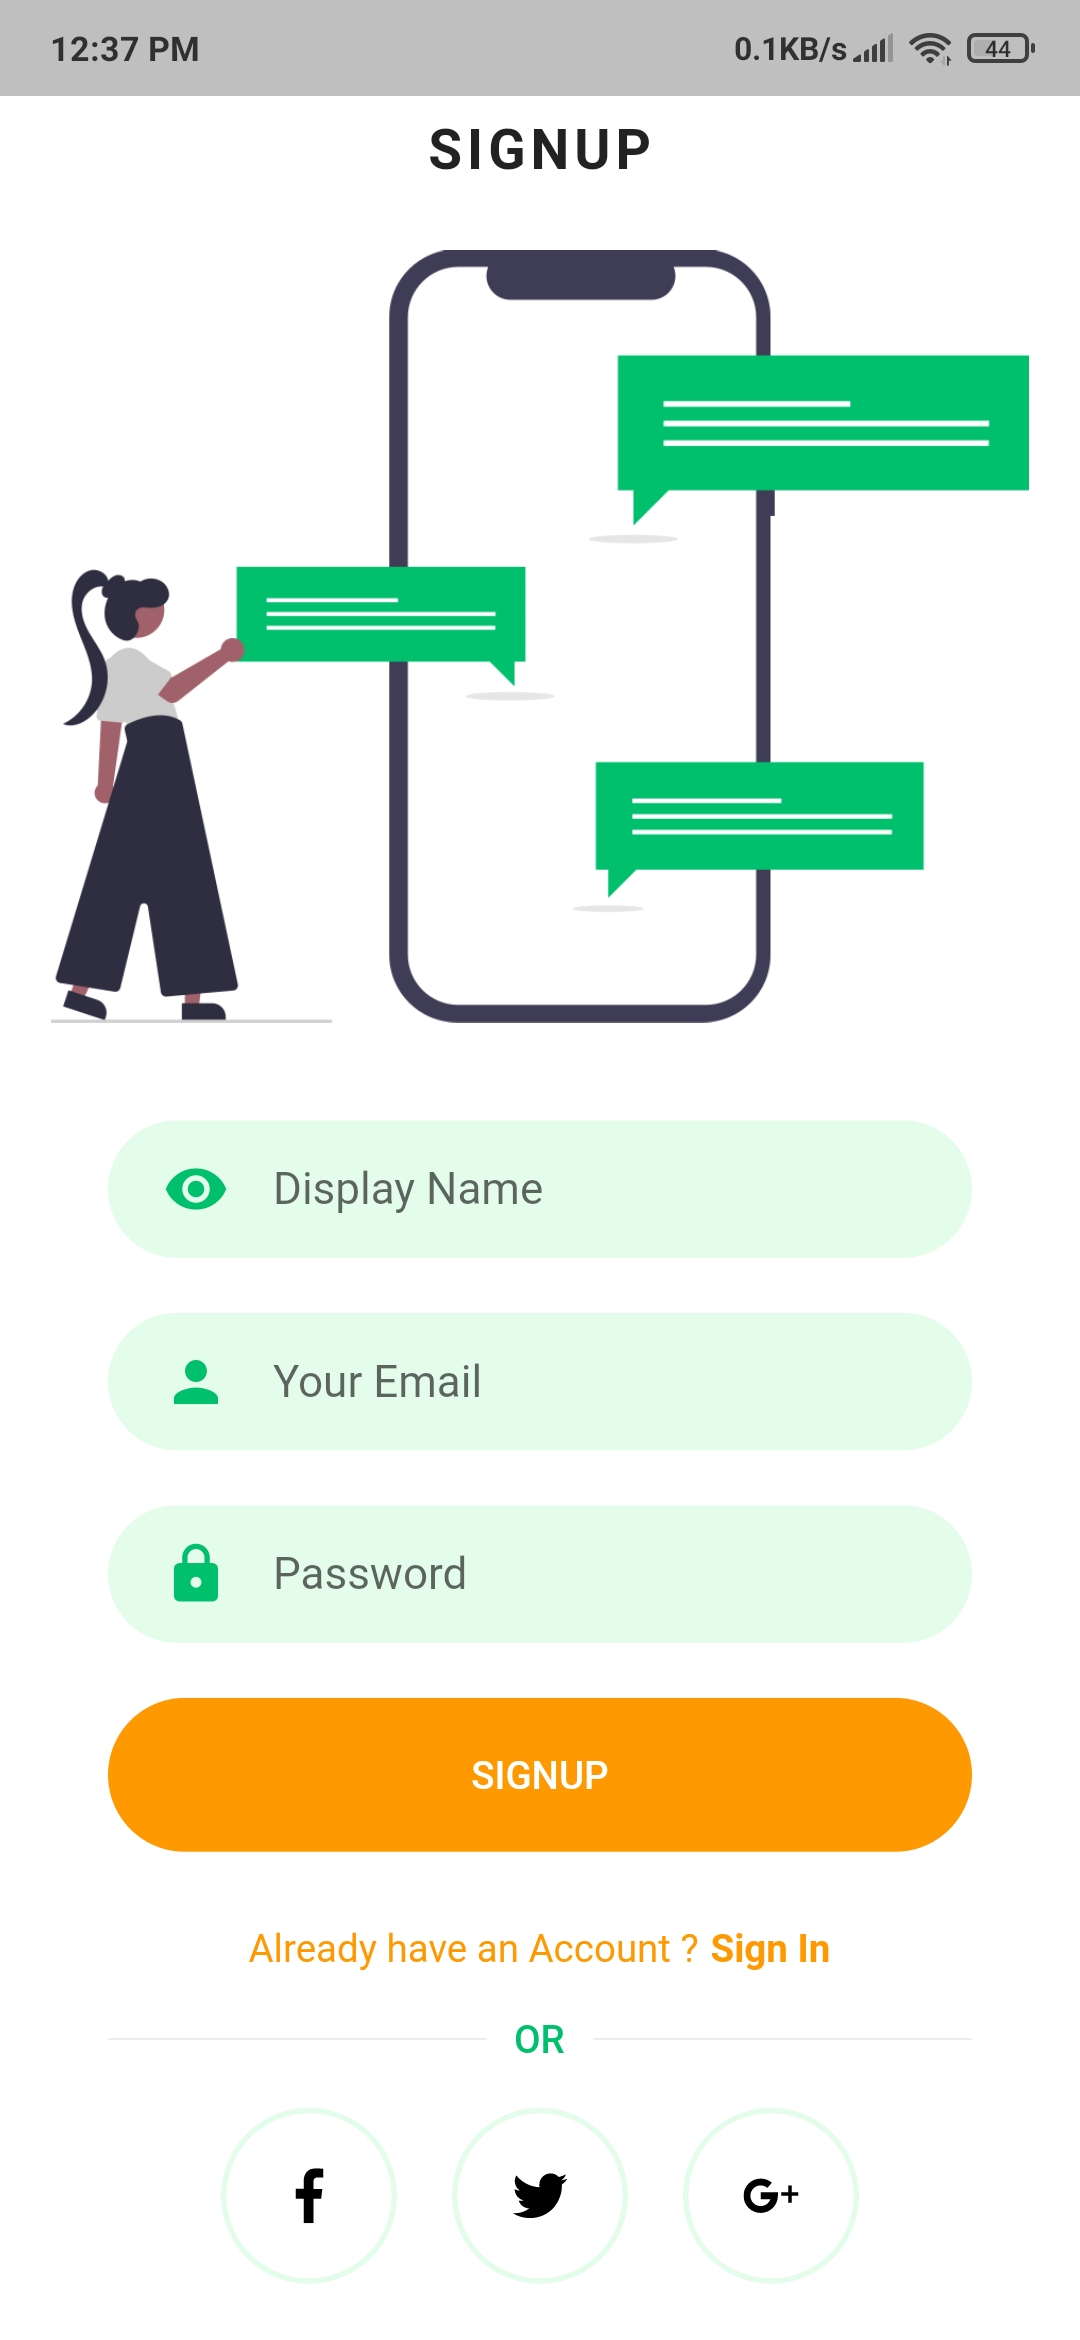 12:37 PM 0.1KB/s 44
SIGNUP
Display Name
Your Email
Password
SIGNUP
Already have an Account ? Sign In
OR
f G+